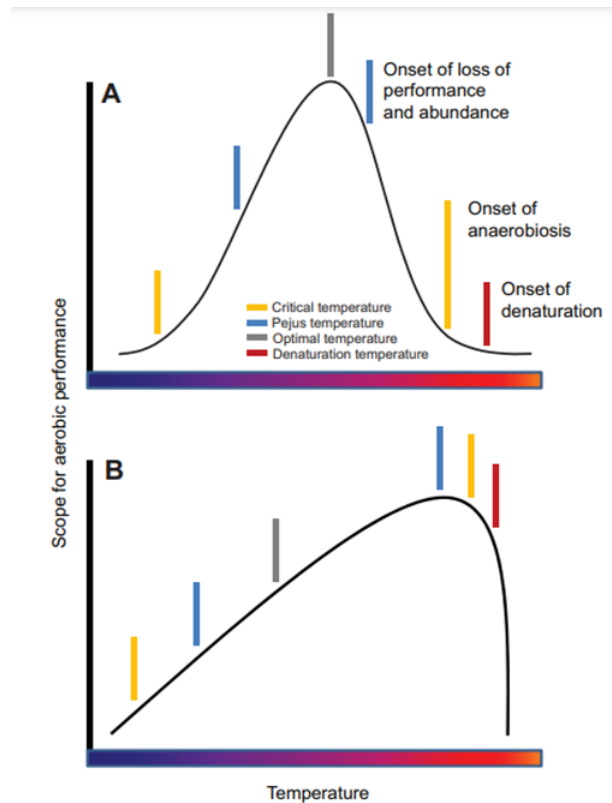 A
Onset of loss of
performance
and abundance
Onset of
anaerobiosis
Onset of
denaturation
Critical temperature
Pejus temperature
Optimal temperature
Denaturation temperature
Scope for aerobic performance
B
Temperature